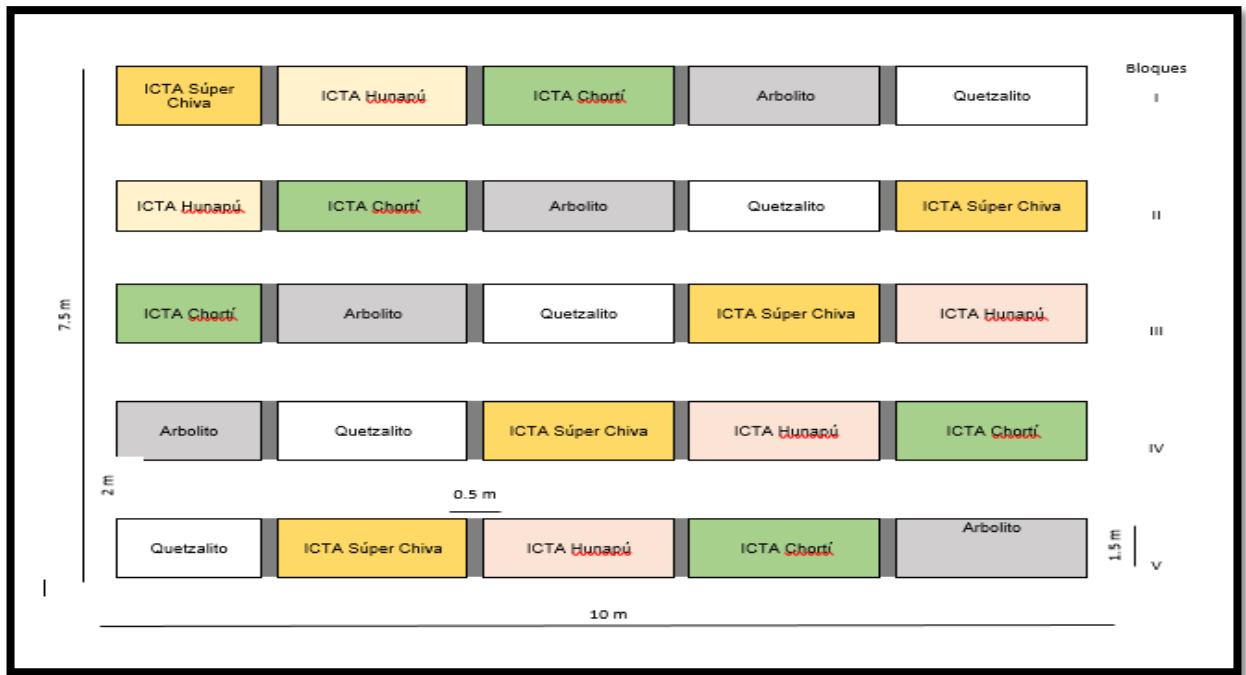 Bloques
ICTA Súper
Chiva
ICTA Hunapú
ICTA Chortí
Arbolito
Quetzalito
I
ICTA Hunapú
ICTA Chortí
Arbolito
Quetzalito
ICTA Súper Chiva
II
7.5 m
ICTA Chortí
Arbolito
Quetzalito
ICTA Súper Chiva
ICTA Hunapú
III
Arbolito
Quetzalito
ICTA Súper Chiva
ICTA Hunapú
ICTA Chortí
IV
2 m
0.5 m
Quetzalito
ICTA Súper Chiva
ICTA Hunapú
ICTA Chortí
Arbolito
1.5 m
V
10 m